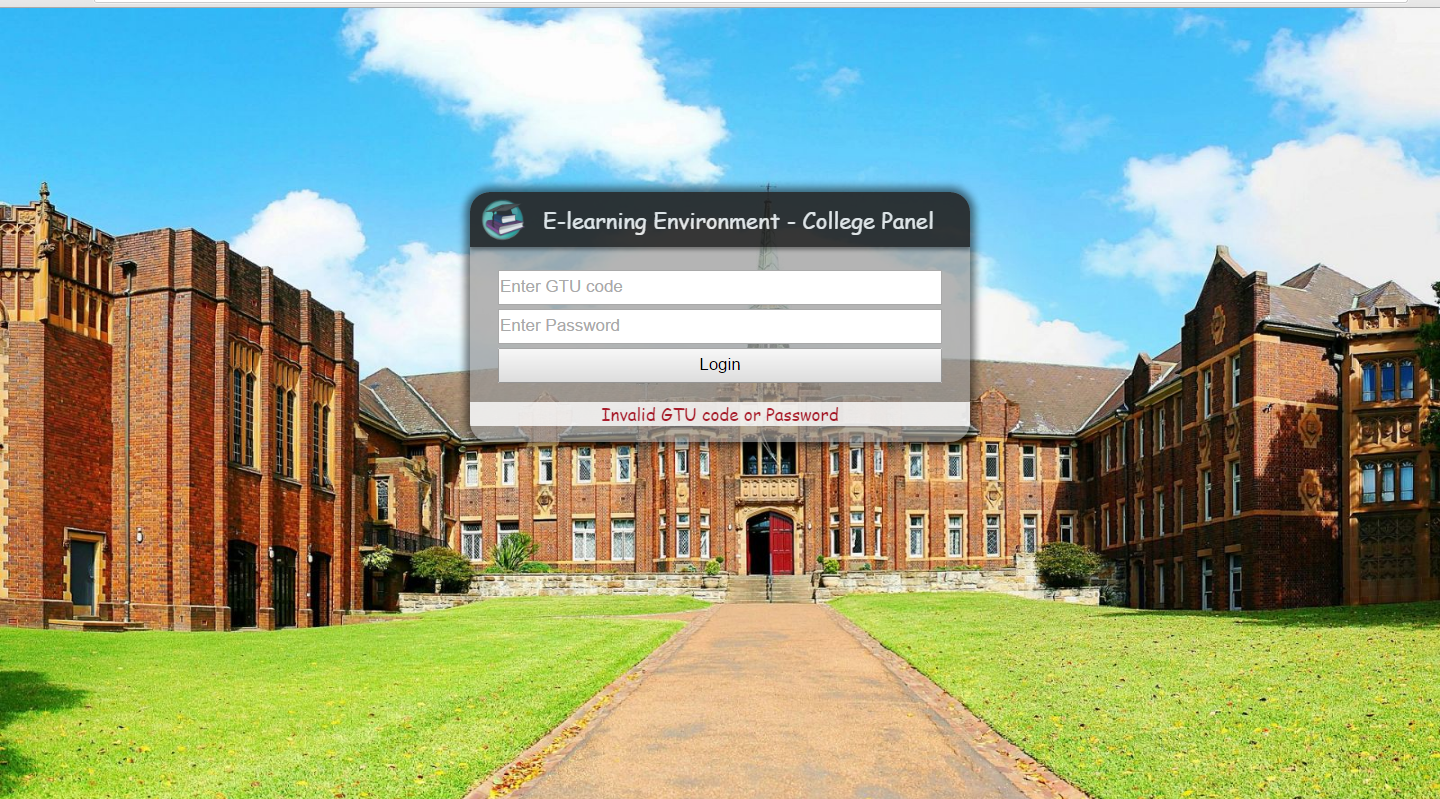 E-learning Environment - College Panel
Enter GTU code
Enter Password
Login
Invalid GTU code or Password